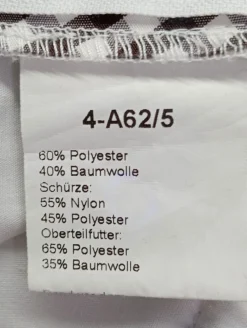 4-A62/5
60% Polyester
40% Baumwolle
Schürze:
55% Nylon
45% Polyester
Oberteilfutter:
65% Polyester
35% Baumwolle